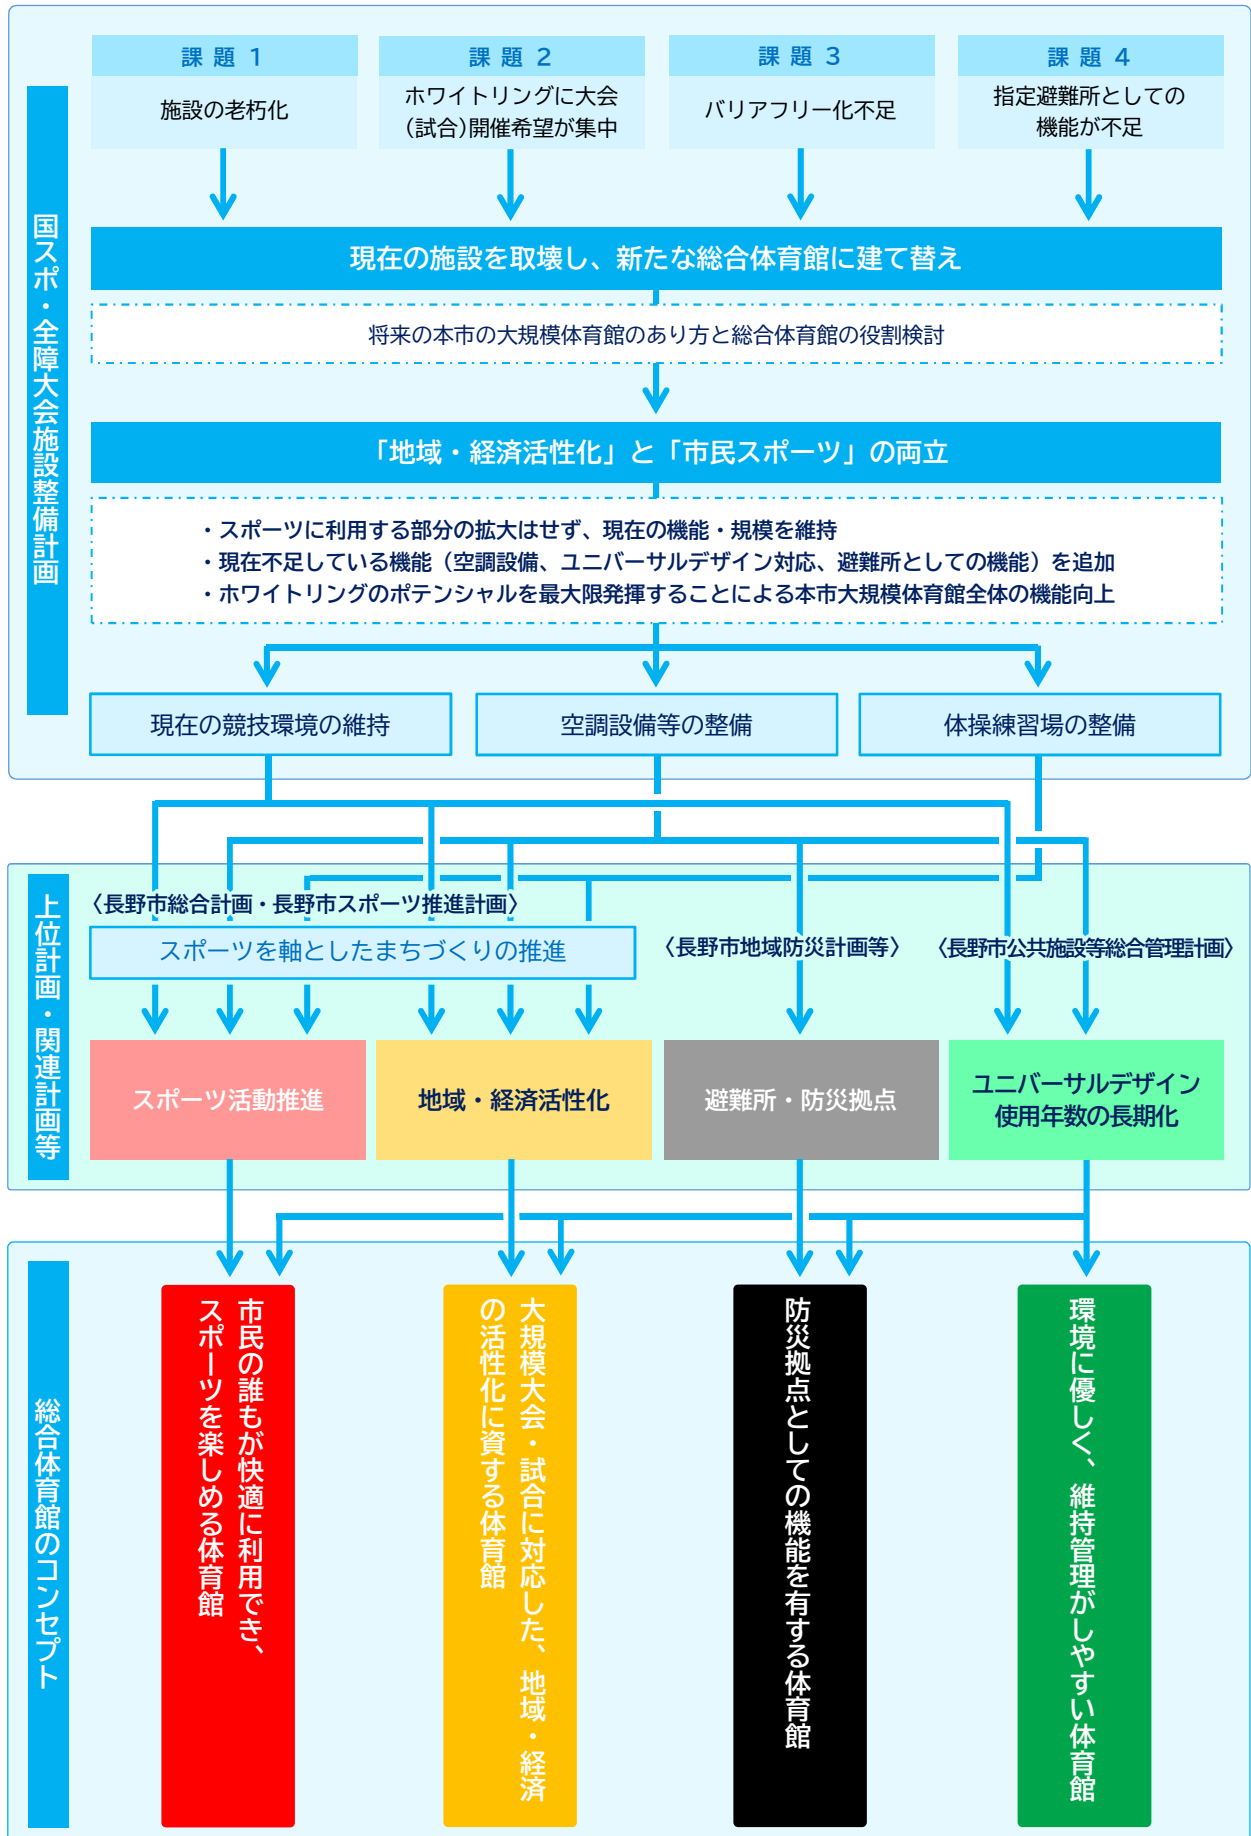 課題1
施設の老朽化
課題2
ホワイトリングに大会
(試合)開催希望が集中
課題3
バリアフリー化不足
課題4
指定避難所としての
機能が不足
国スポ・全障大会施設整備計画
現在の施設を取壊し、新たな総合体育館に建て替え
将来の本市の大規模体育館のあり方と総合体育館の役割検討
「地域・経済活性化」と「市民スポーツ」の両立
・スポーツに利用する部分の拡大はせず、現在の機能・規模を維持
・現在不足している機能（空調設備、ユニバーサルデザイン対応、避難所としての機能）を追加
・ホワイトリングのポテンシャルを最大限発揮することによる本市大規模体育館全体の機能向上
現在の競技環境の維持
空調設備等の整備
体操練習場の整備
上位計画・関連計画等
〈長野市総合計画・長野市スポーツ推進計画〉
スポーツを軸としたまちづくりの推進
〈長野市地域防災計画等〉
〈長野市公共施設等総合管理計画〉
スポーツ活動推進
地域・経済活性化
避難所・防災拠点
ユニバーサルデザイン
使用年数の長期化
総合体育館のコンセプト
市民の誰もが快適に利用でき、
スポーツを楽しめる体育館
大規模大会・試合に対応した、地域・経済
の活性化に資する体育館
防災拠点としての機能を有する体育館
環境に優しく、維持管理がしやすい体育館